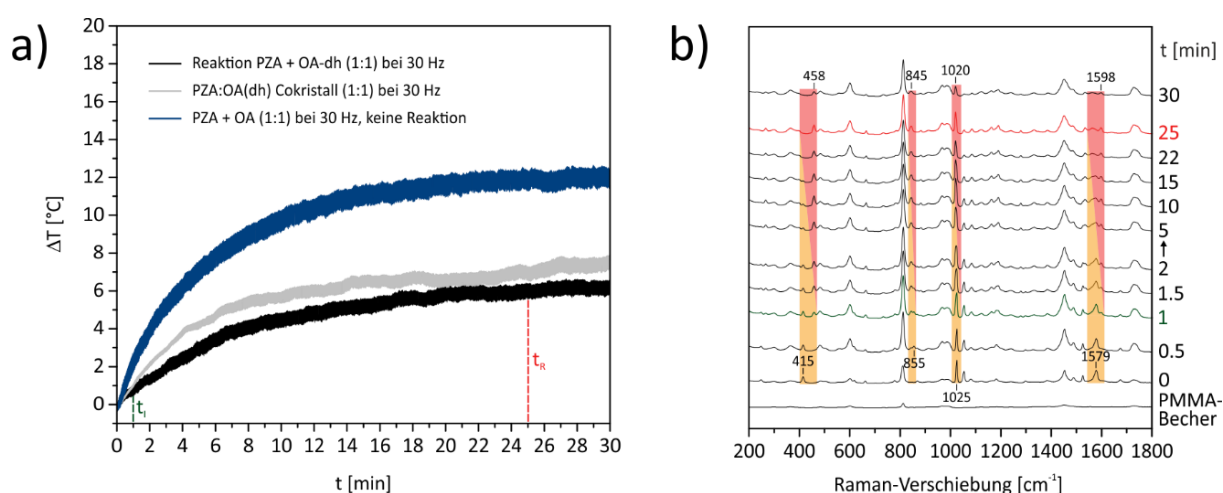 a)
20
18
16
14
12
10
8
6
4
2
0
ΔT [°C]
Reaktion PZA + OA-dh (1:1) bei 30 Hz
PZA:OA(dh) Cokristall (1:1) bei 30 Hz
PZA + OA (1:1) bei 30 Hz, keine Reaktion
tI
tR
0 2 4 6 8 10 12 14 16 18 20 22 24 26 28 30
t [min]
b)
t [min]
458 845 1020 1598
30
25
22
15
10
5
2
1.5
1
0.5
0
415 855 1025 1579
PMMA-
Becher
200 400 600 800 1000 1200 1400 1600 1800
Raman-Verschiebung [cm⁻¹]